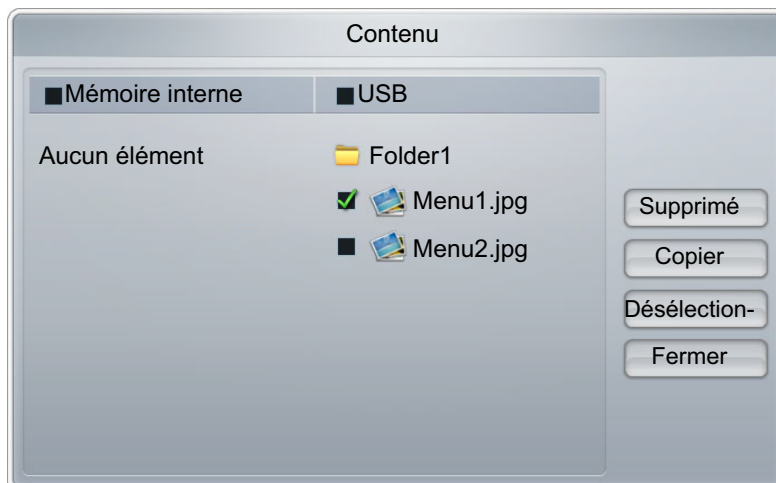 Contenu
Mémoire interne
USB
Aucun élément
Folder1
Menu1.jpg
Menu2.jpg
Supprimé
Copier
Désélection-
Fermer